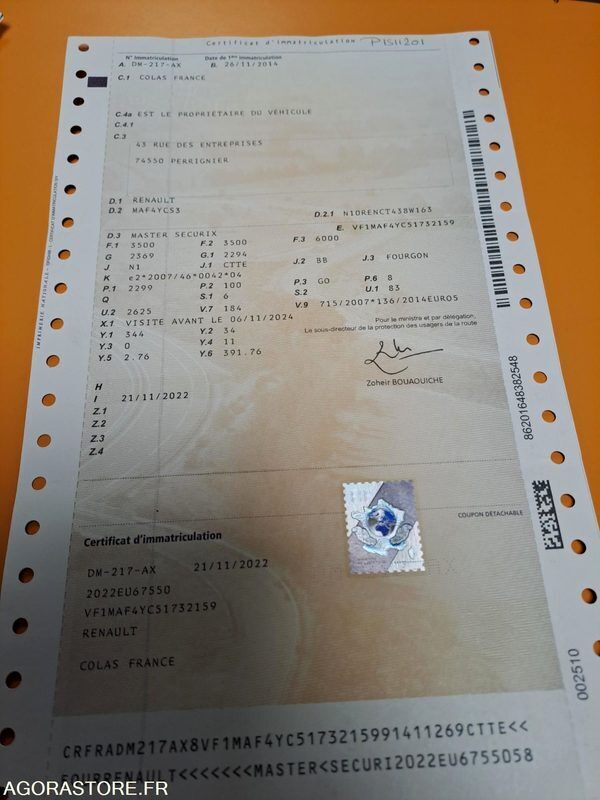 Certificat d'immatriculation P1511201
N° Immatriculation Date de 1ère immatriculation
A. DM-217-AX B. 26/11/2014
C.1 COLAS FRANCE
C.4a EST LE PROPRIETAIRE DU VÉHICULE
C.4.1
C.3
43 RUE DES ENTREPRISES
74550 PERRIGNIER
D.1 RENAULT
D.2 MAF4YCS3 D.2.1 N10RENCT438W163
E. VF1MAF4YC51732159
D.3 MASTER SECURIX
F.1 3500 F.2 3500 F.3 6000
G 2369 G.1 2294
J N1 J.1 CTTE J.2 BB J.3 FOURGON
K e2*2007/46*0042*04
P.1 2299 P.2 100 P.3 GO P.6 8
Q S.1 6 S.2 U.1 83
U.2 2625 V.7 184 V.9 715/2007*136/2014EURO5
X.1 VISITE AVANT LE 06/11/2024
Y.1 344 Y.2 34
Y.3 0 Y.4 11
Y.5 2.76 Y.6 391.76
Pour le ministre et par délégation,
Le sous-directeur de la protection des usagers de la route
Zoheir BOUAOUICHE
H
I 21/11/2022
Z.1
Z.2
Z.3
Z.4
86201648382548
COUPON DÉTACHABLE
Certificat d'immatriculation
DM-217-AX 21/11/2022
2022EU67550
VF1MAF4YC51732159
RENAULT
COLAS FRANCE
002510
CRFRADM217AX8VF1MAF4YC5173215991411269CTTE<<
FOURRENAULT<<<<<<<MASTER<SECURI2022EU6755058
AGORASTORE.FR